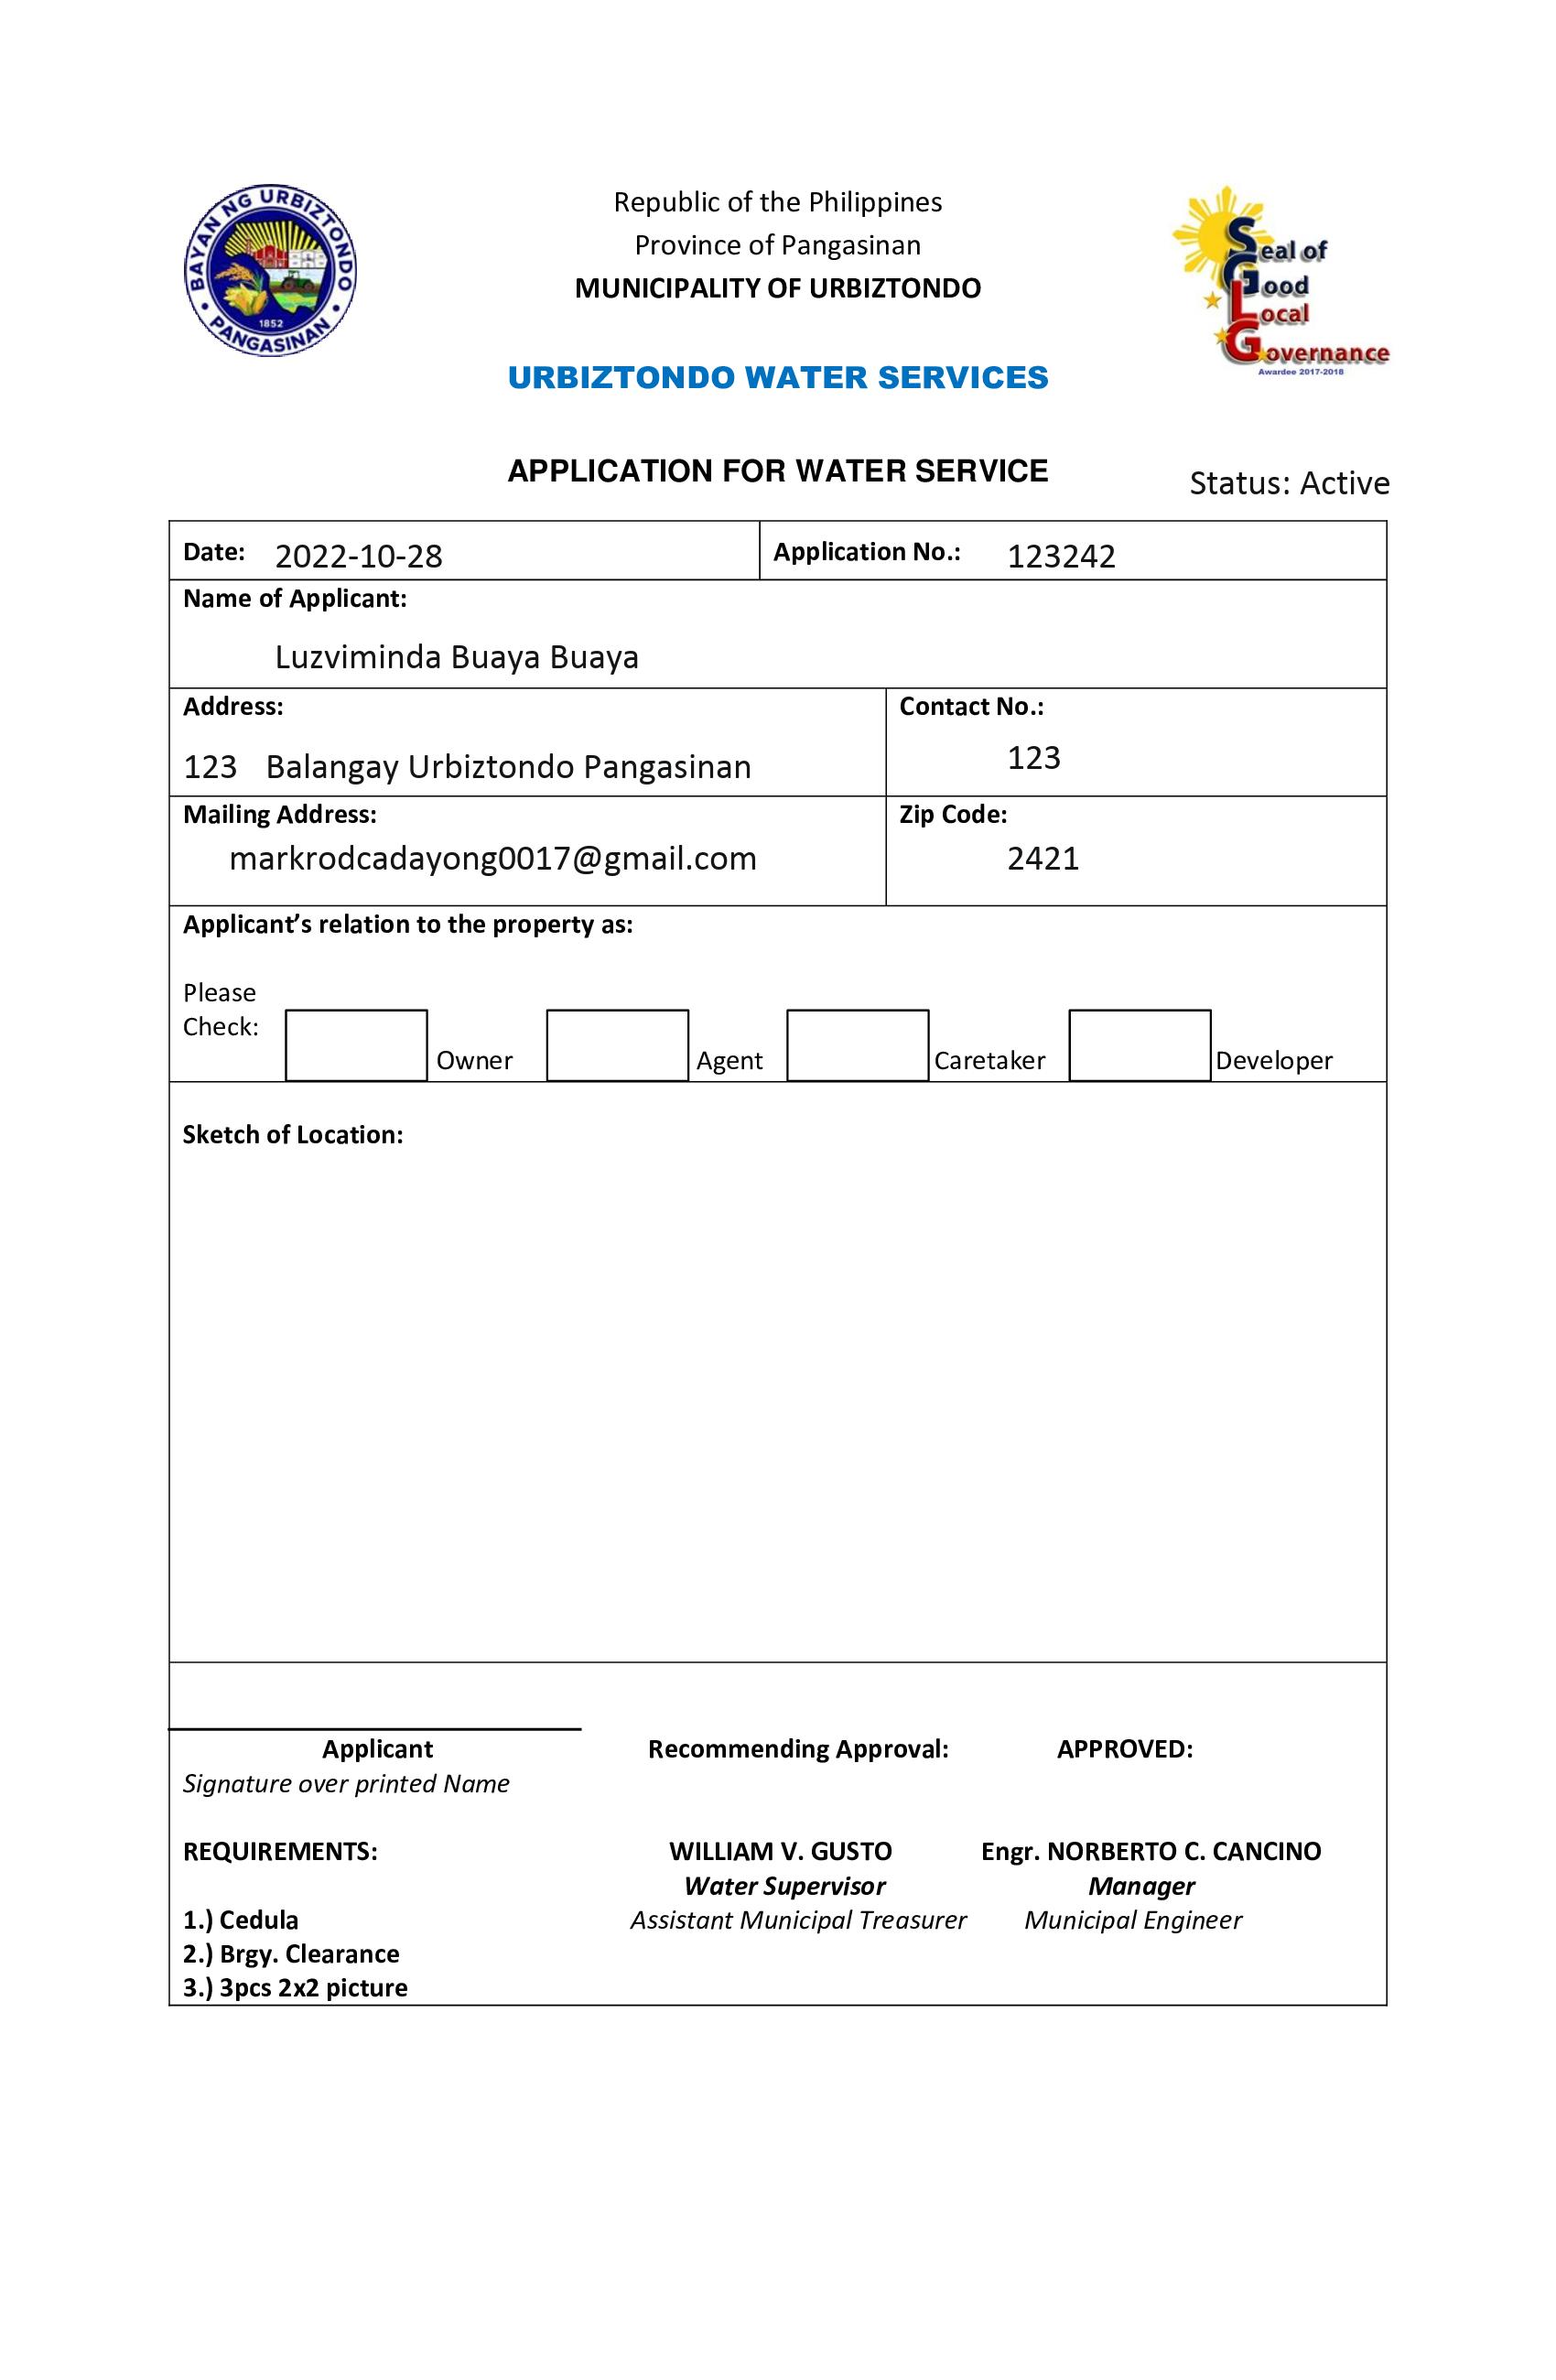 BAYAN NG URBIZTONDO
1852
PANGASINAN
Republic of the Philippines
Province of Pangasinan
MUNICIPALITY OF URBIZTONDO
Seal of
Good
Local
Governance
Awardee 2017-2018
URBIZTONDO WATER SERVICES
APPLICATION FOR WATER SERVICE
Status: Active
Date: 2022-10-28 Application No.: 123242
Name of Applicant:
Luzviminda Buaya Buaya
Address: Contact No.:
123 Balangay Urbiztondo Pangasinan 123
Mailing Address: Zip Code:
markrodcadayong0017@gmail.com 2421
Applicant’s relation to the property as:
Please
Check:
Owner Agent Caretaker Developer
Sketch of Location:
Applicant Recommending Approval: APPROVED:
Signature over printed Name
REQUIREMENTS: WILLIAM V. GUSTO Engr. NORBERTO C. CANCINO
Water Supervisor Manager
1.) Cedula Assistant Municipal Treasurer Municipal Engineer
2.) Brgy. Clearance
3.) 3pcs 2x2 picture